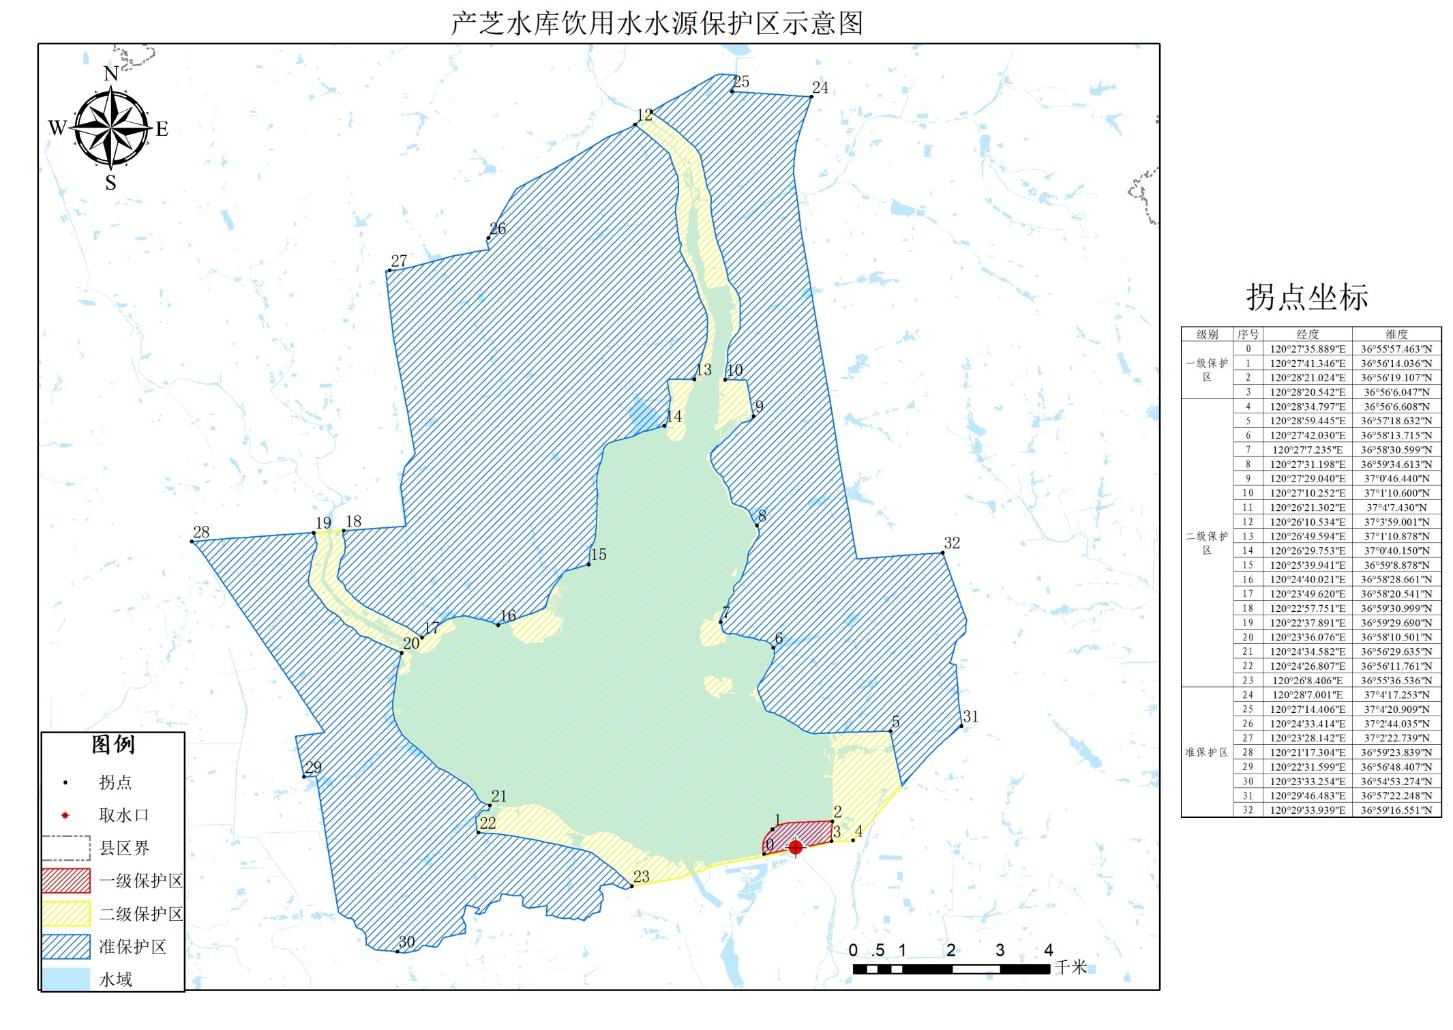 产芝水库饮用水水源保护区示意图
N
W E
S
25
24
12
26
27
13 10
9
14
28 19 18
8
15
32
16 7
17
20 6
31
5
29
21
22
2
1
3 4
0
23
30
图例
拐点
取水口
县区界
一级保护区
二级保护区
准保护区
水域
0 .5 1 2 3 4
千米
拐点坐标
级别 序号 经度 维度
一级保护区
0 120°27'35.889"E 36°55'57.463"N
1 120°27'41.346"E 36°56'14.036"N
2 120°28'21.024"E 36°56'19.107"N
3 120°28'20.542"E 36°56'6.047"N
二级保护区
4 120°28'34.797"E 36°56'6.608"N
5 120°28'59.445"E 36°57'18.632"N
6 120°27'42.030"E 36°58'13.715"N
7 120°27'7.235"E 36°58'30.599"N
8 120°27'31.198"E 36°59'34.613"N
9 120°27'29.040"E 37°0'46.440"N
10 120°27'10.252"E 37°1'10.600"N
11 120°26'21.302"E 37°4'7.430"N
12 120°26'10.534"E 37°3'59.001"N
13 120°26'49.594"E 37°1'10.878"N
14 120°26'29.753"E 37°0'40.150"N
15 120°25'39.941"E 36°59'8.878"N
16 120°24'40.021"E 36°58'28.661"N
17 120°23'49.620"E 36°58'20.541"N
18 120°22'57.751"E 36°59'30.999"N
19 120°22'37.891"E 36°59'29.690"N
20 120°23'36.076"E 36°58'10.501"N
21 120°24'34.582"E 36°56'29.635"N
22 120°24'26.807"E 36°56'11.761"N
23 120°26'8.406"E 36°55'36.536"N
准保护区
24 120°28'7.001"E 37°4'17.253"N
25 120°27'14.406"E 37°4'20.909"N
26 120°24'33.414"E 37°2'44.035"N
27 120°23'28.142"E 37°2'22.739"N
28 120°21'17.304"E 36°59'23.839"N
29 120°22'31.599"E 36°56'48.407"N
30 120°23'33.254"E 36°54'53.274"N
31 120°29'46.483"E 36°57'22.248"N
32 120°29'33.939"E 36°59'16.551"N